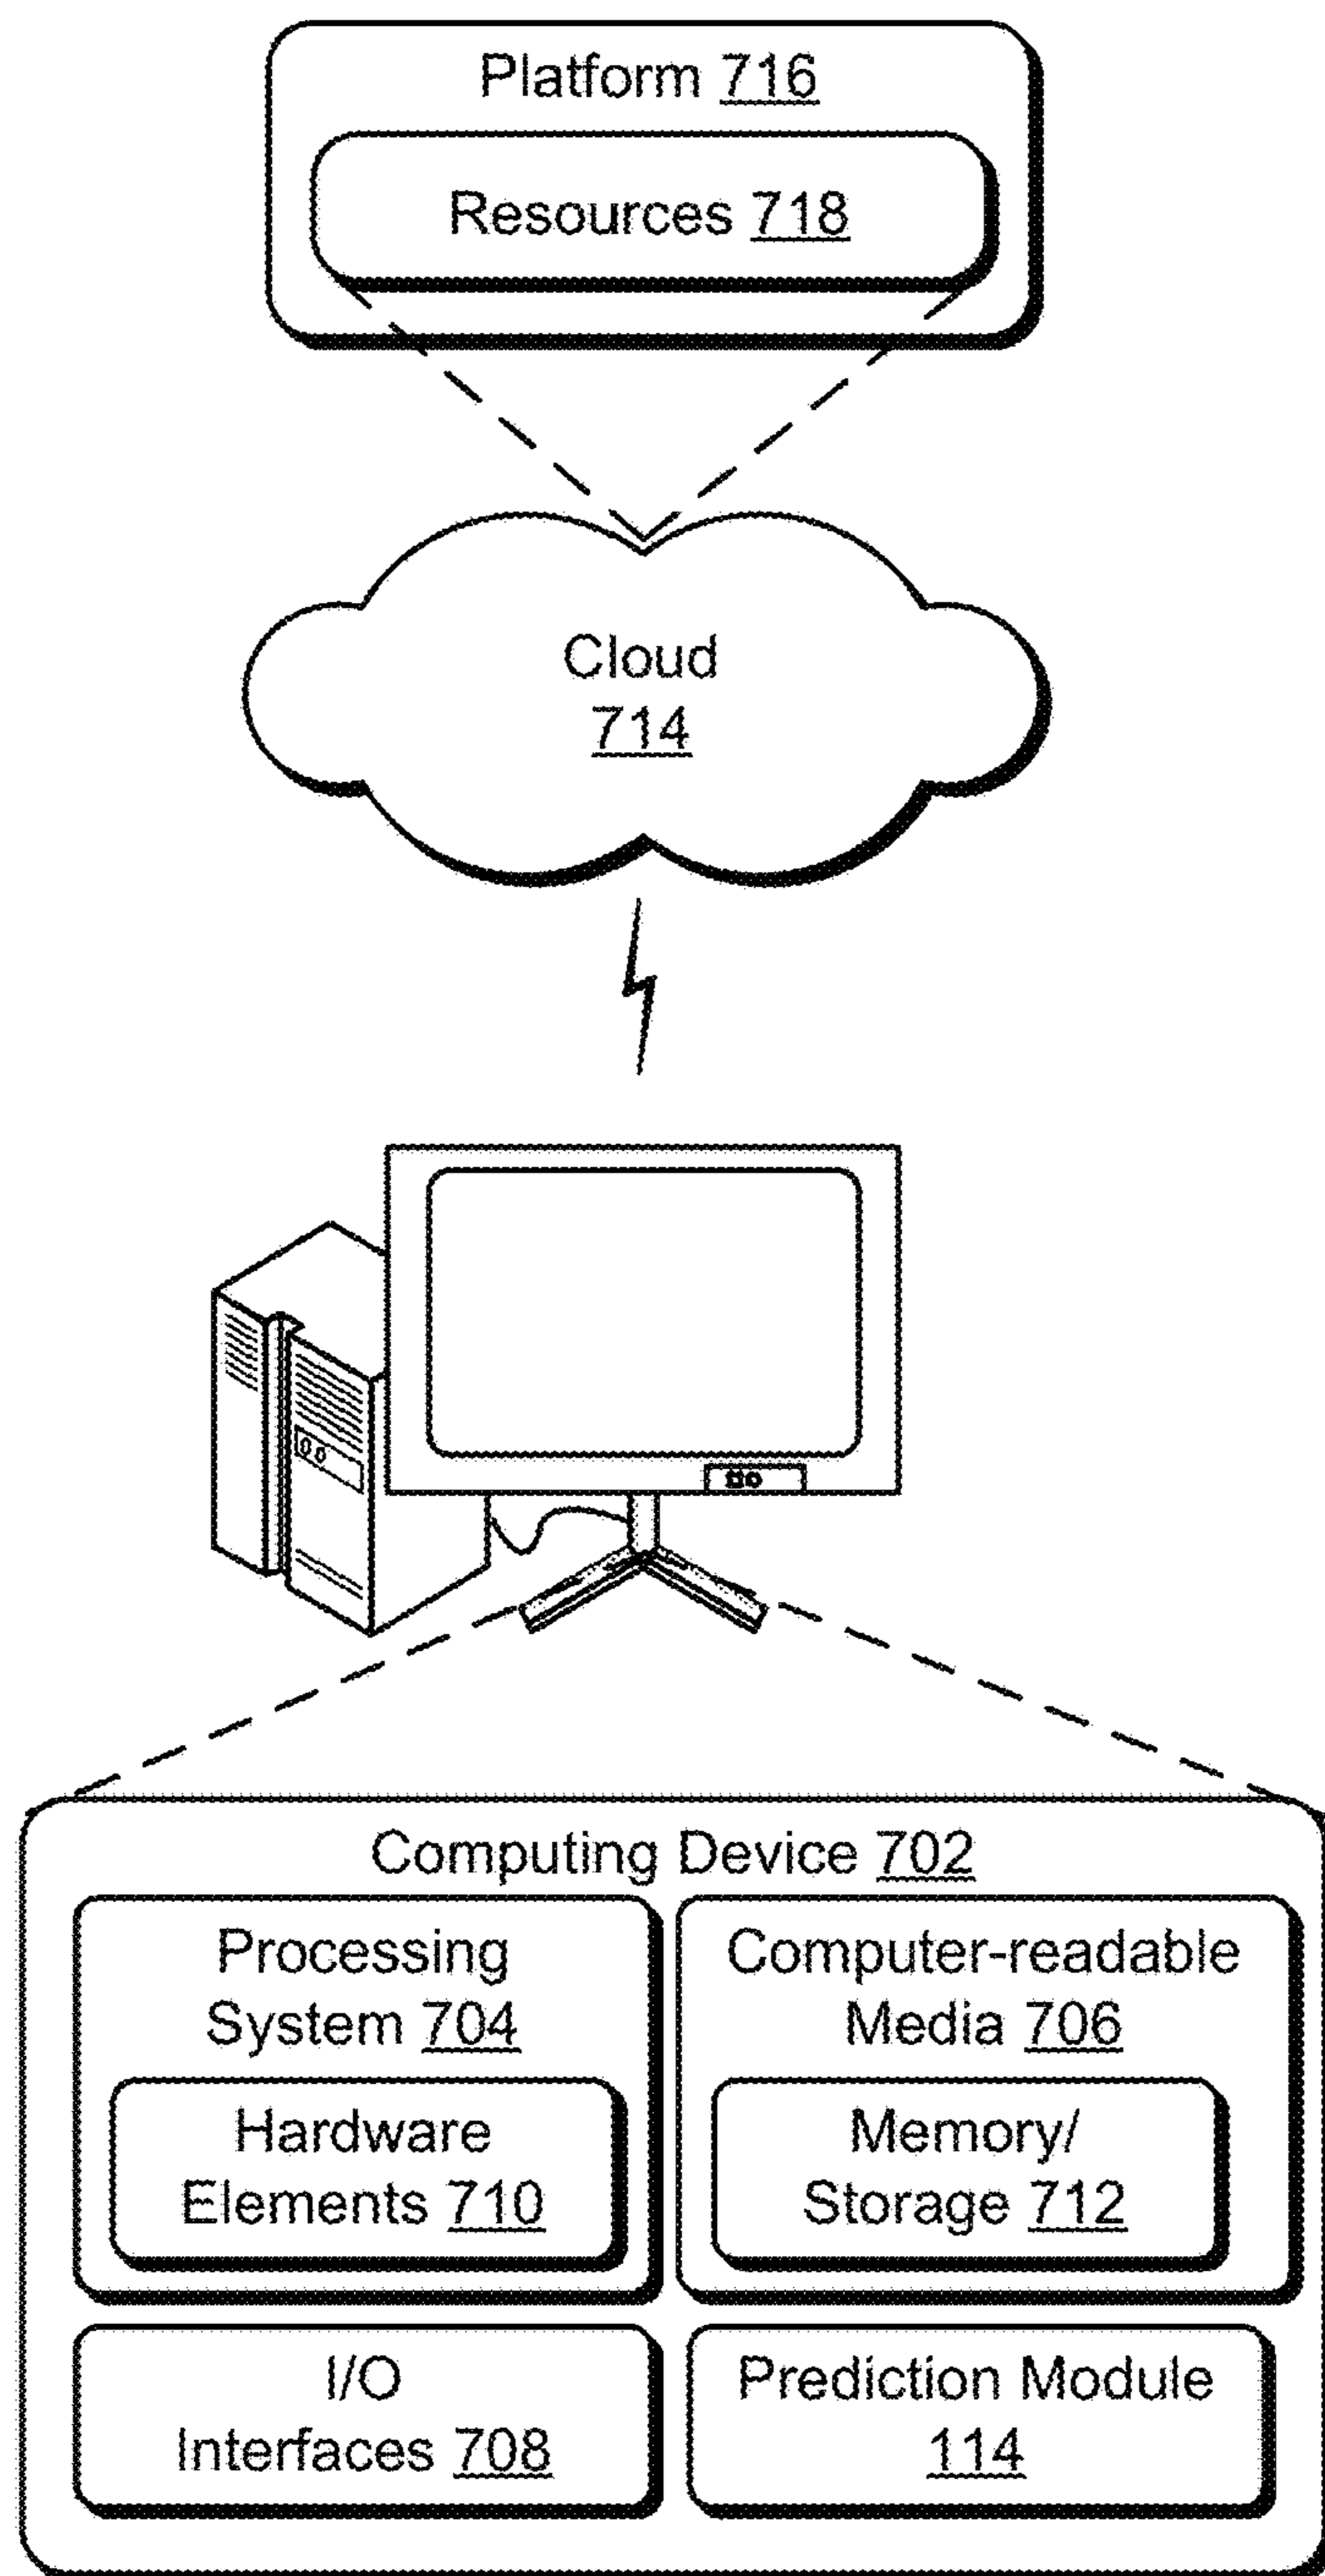 Platform 716
Resources 718
Cloud
714
Computing Device 702
Processing
System 704
Hardware
Elements 710
Computer-readable
Media 706
Memory/
Storage 712
I/O
Interfaces 708
Prediction Module
114